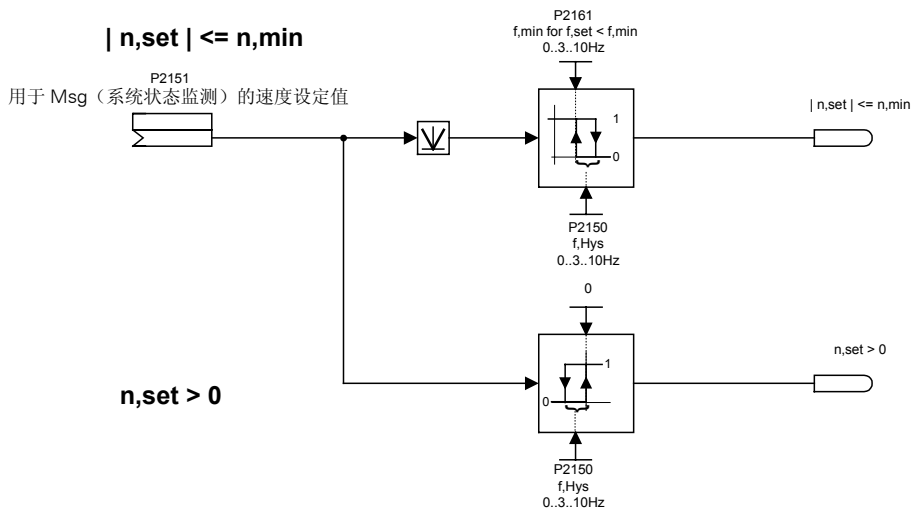 | n,set | <= n,min
P2151
用于 Msg（系统状态监测）的速度设定值
P2161
f,min for f,set < f,min
0..3..10Hz
1
0
| n,set | <= n,min
P2150
f,Hys
0..3..10Hz
n,set > 0
0
1
0
n,set > 0
P2150
f,Hys
0..3..10Hz